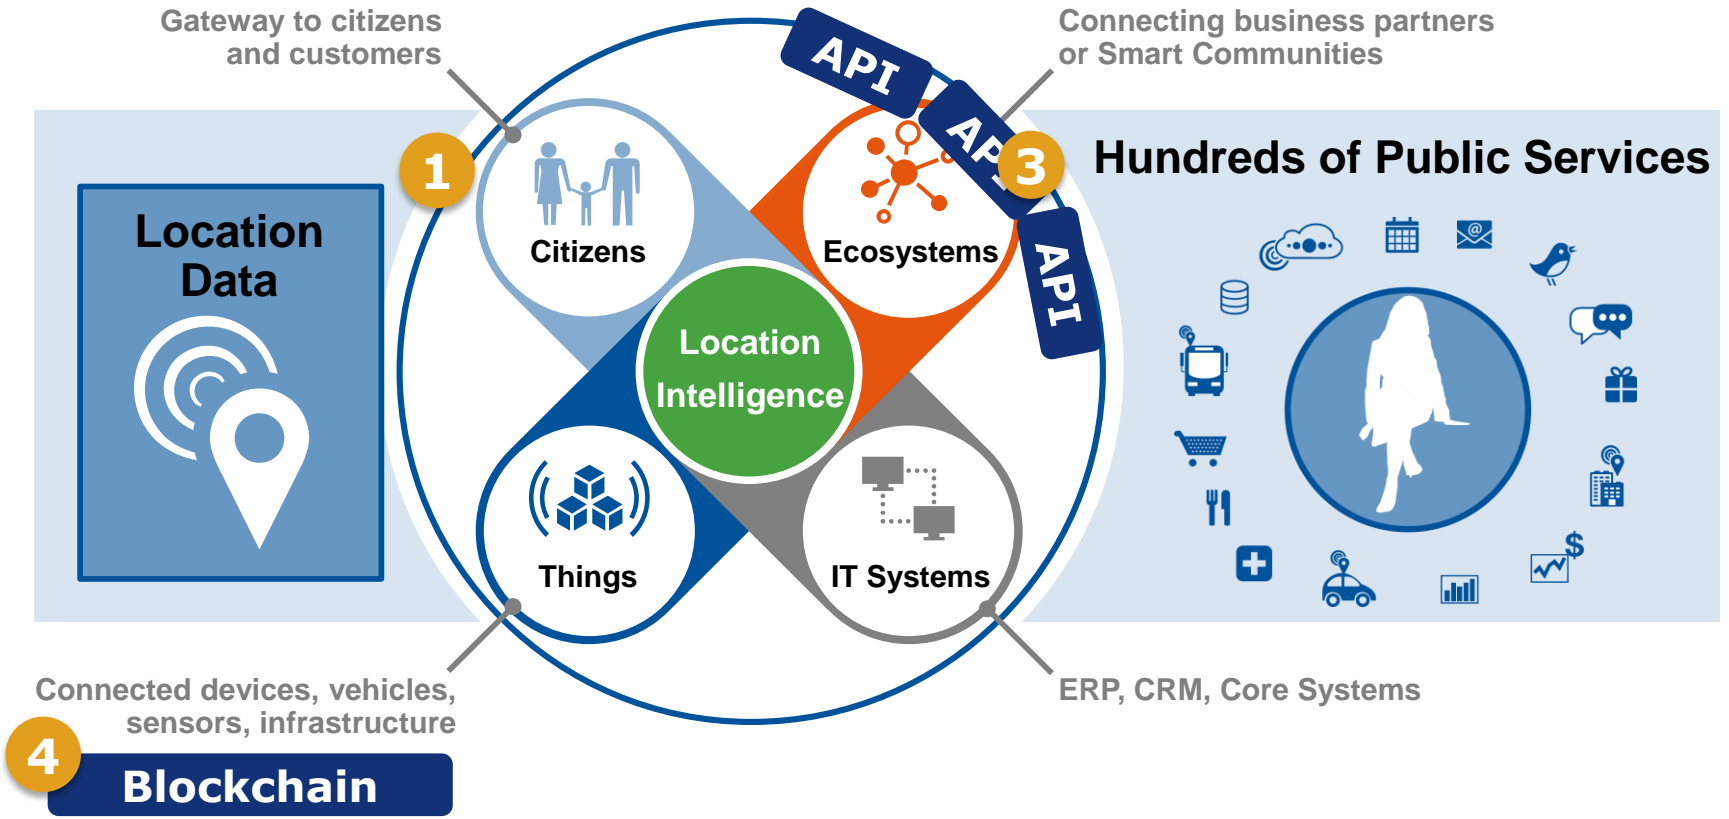 Gateway to citizens
and customers
Connecting business partners
or Smart Communities
API
API
API
1
3
Hundreds of Public Services
Location
Data
Citizens
Ecosystems
Location
Intelligence
Things
IT Systems
@
$
Connected devices, vehicles,
sensors, infrastructure
ERP, CRM, Core Systems
4
Blockchain